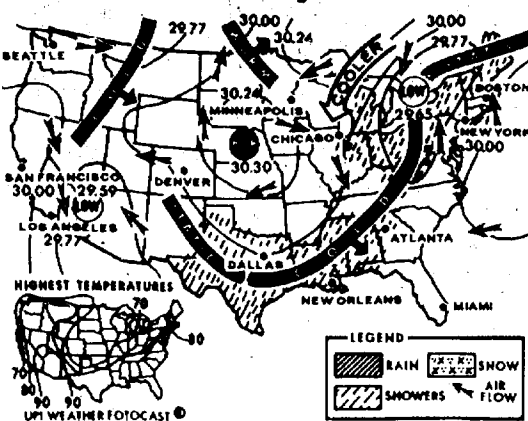 29.77
30.00
30.24
30.00
29.77
SEATTLE
COOLER
30.24
MINNEAPOLIS
LOW
BOSTON
29.65
CHICAGO
NEW YORK
30.00
30.30
SAN FRANCISCO
30.00
29.59
DENVER
LOW
LOS ANGELES
29.77
ATLANTA
DALLAS
COLD
NEW ORLEANS
MIAMI
HIGHEST TEMPERATURES
70
80
70
80
90 90
UPI WEATHER FOTOCAST ©
LEGEND
RAIN
SNOW
SHOWERS
AIR FLOW